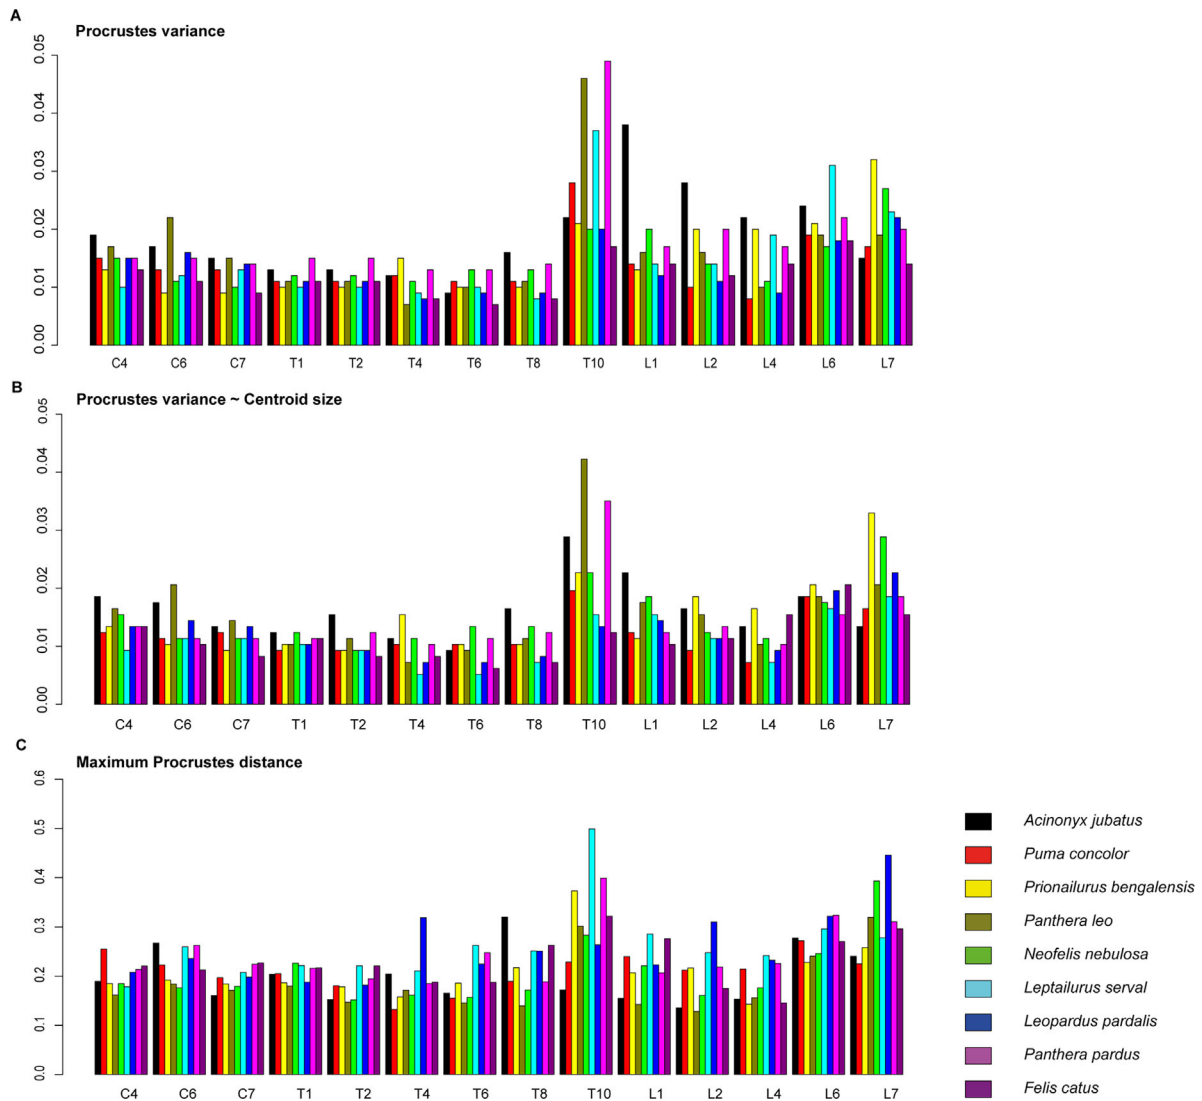 A
Procrustes variance
0.05
0.04
0.03
0.02
0.01
0.00
C4 C6 C7 T1 T2 T4 T6 T8 T10 L1 L2 L4 L6 L7
B
Procrustes variance ~ Centroid size
0.05
0.04
0.03
0.02
0.01
0.00
C4 C6 C7 T1 T2 T4 T6 T8 T10 L1 L2 L4 L6 L7
C
Maximum Procrustes distance
0.6
0.5
0.4
0.3
0.2
0.1
0.0
C4 C6 C7 T1 T2 T4 T6 T8 T10 L1 L2 L4 L6 L7
Acinonyx jubatus
Puma concolor
Prionailurus bengalensis
Panthera leo
Neofelis nebulosa
Leptailurus serval
Leopardus pardalis
Panthera pardus
Felis catus